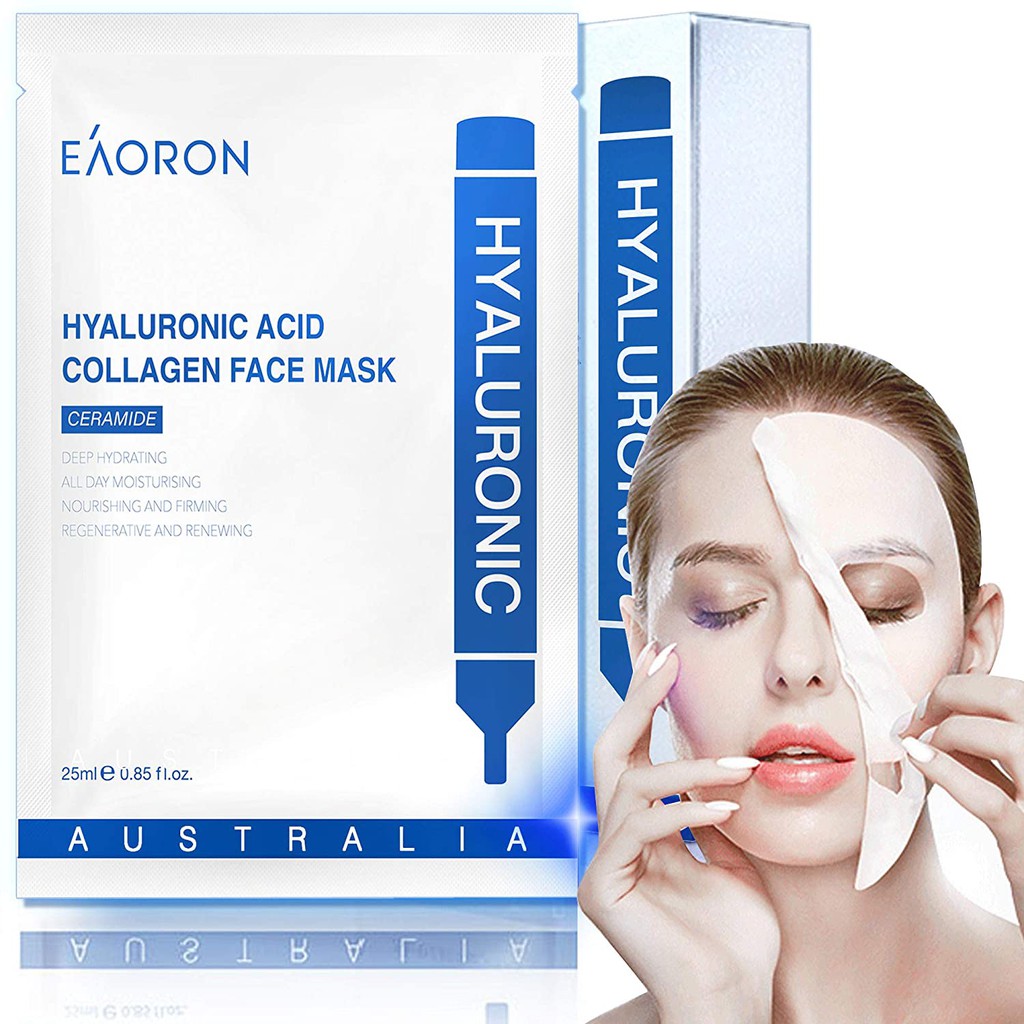 EÁORON
HYALURONIC ACID
COLLAGEN FACE MASK
CERAMIDE
DEEP HYDRATING
ALL DAY MOISTURISING
NOURISHING AND FIRMING
REGENERATIVE AND RENEWING
25ml ℮ 0.85 fl.oz.
AUSTRALIA
HYALURONIC
HYALURONIC